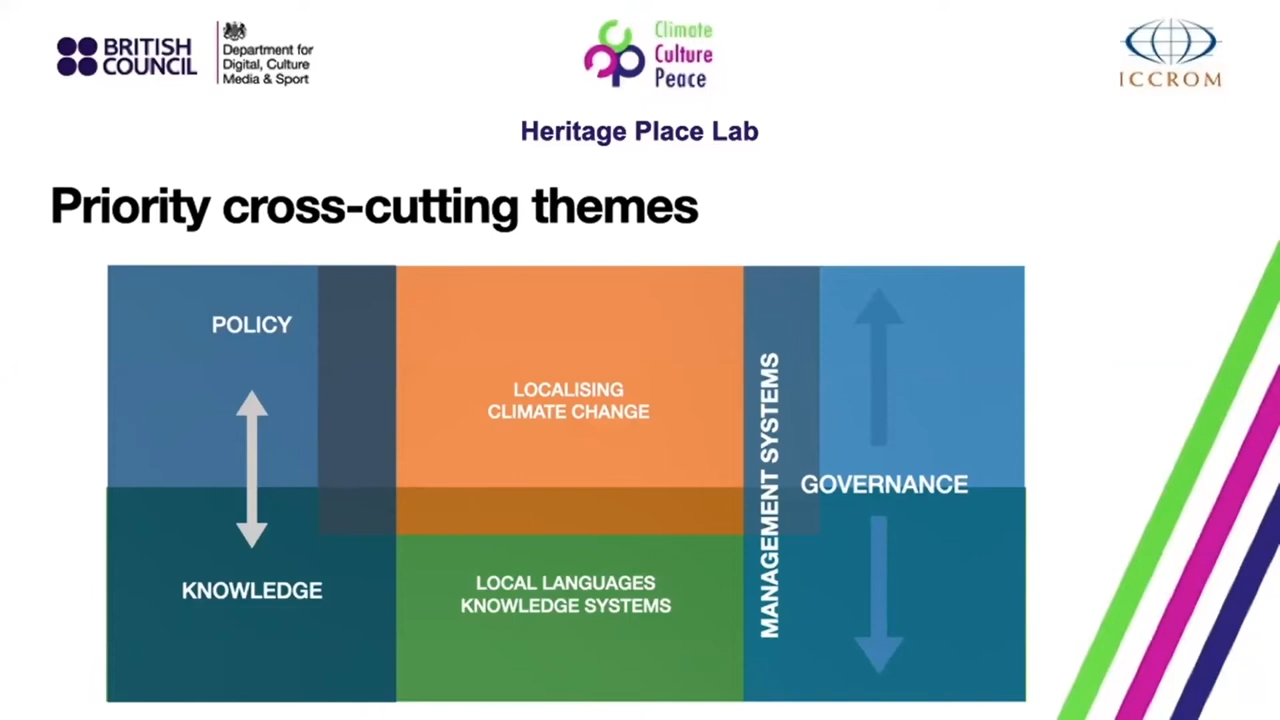 BRITISH
COUNCIL
Department for
Digital, Culture
Media & Sport
Climate
Culture
Peace
ICCROM
Heritage Place Lab
Priority cross-cutting themes
POLICY
KNOWLEDGE
LOCALISING
CLIMATE CHANGE
LOCAL LANGUAGES
KNOWLEDGE SYSTEMS
MANAGEMENT SYSTEMS
GOVERNANCE